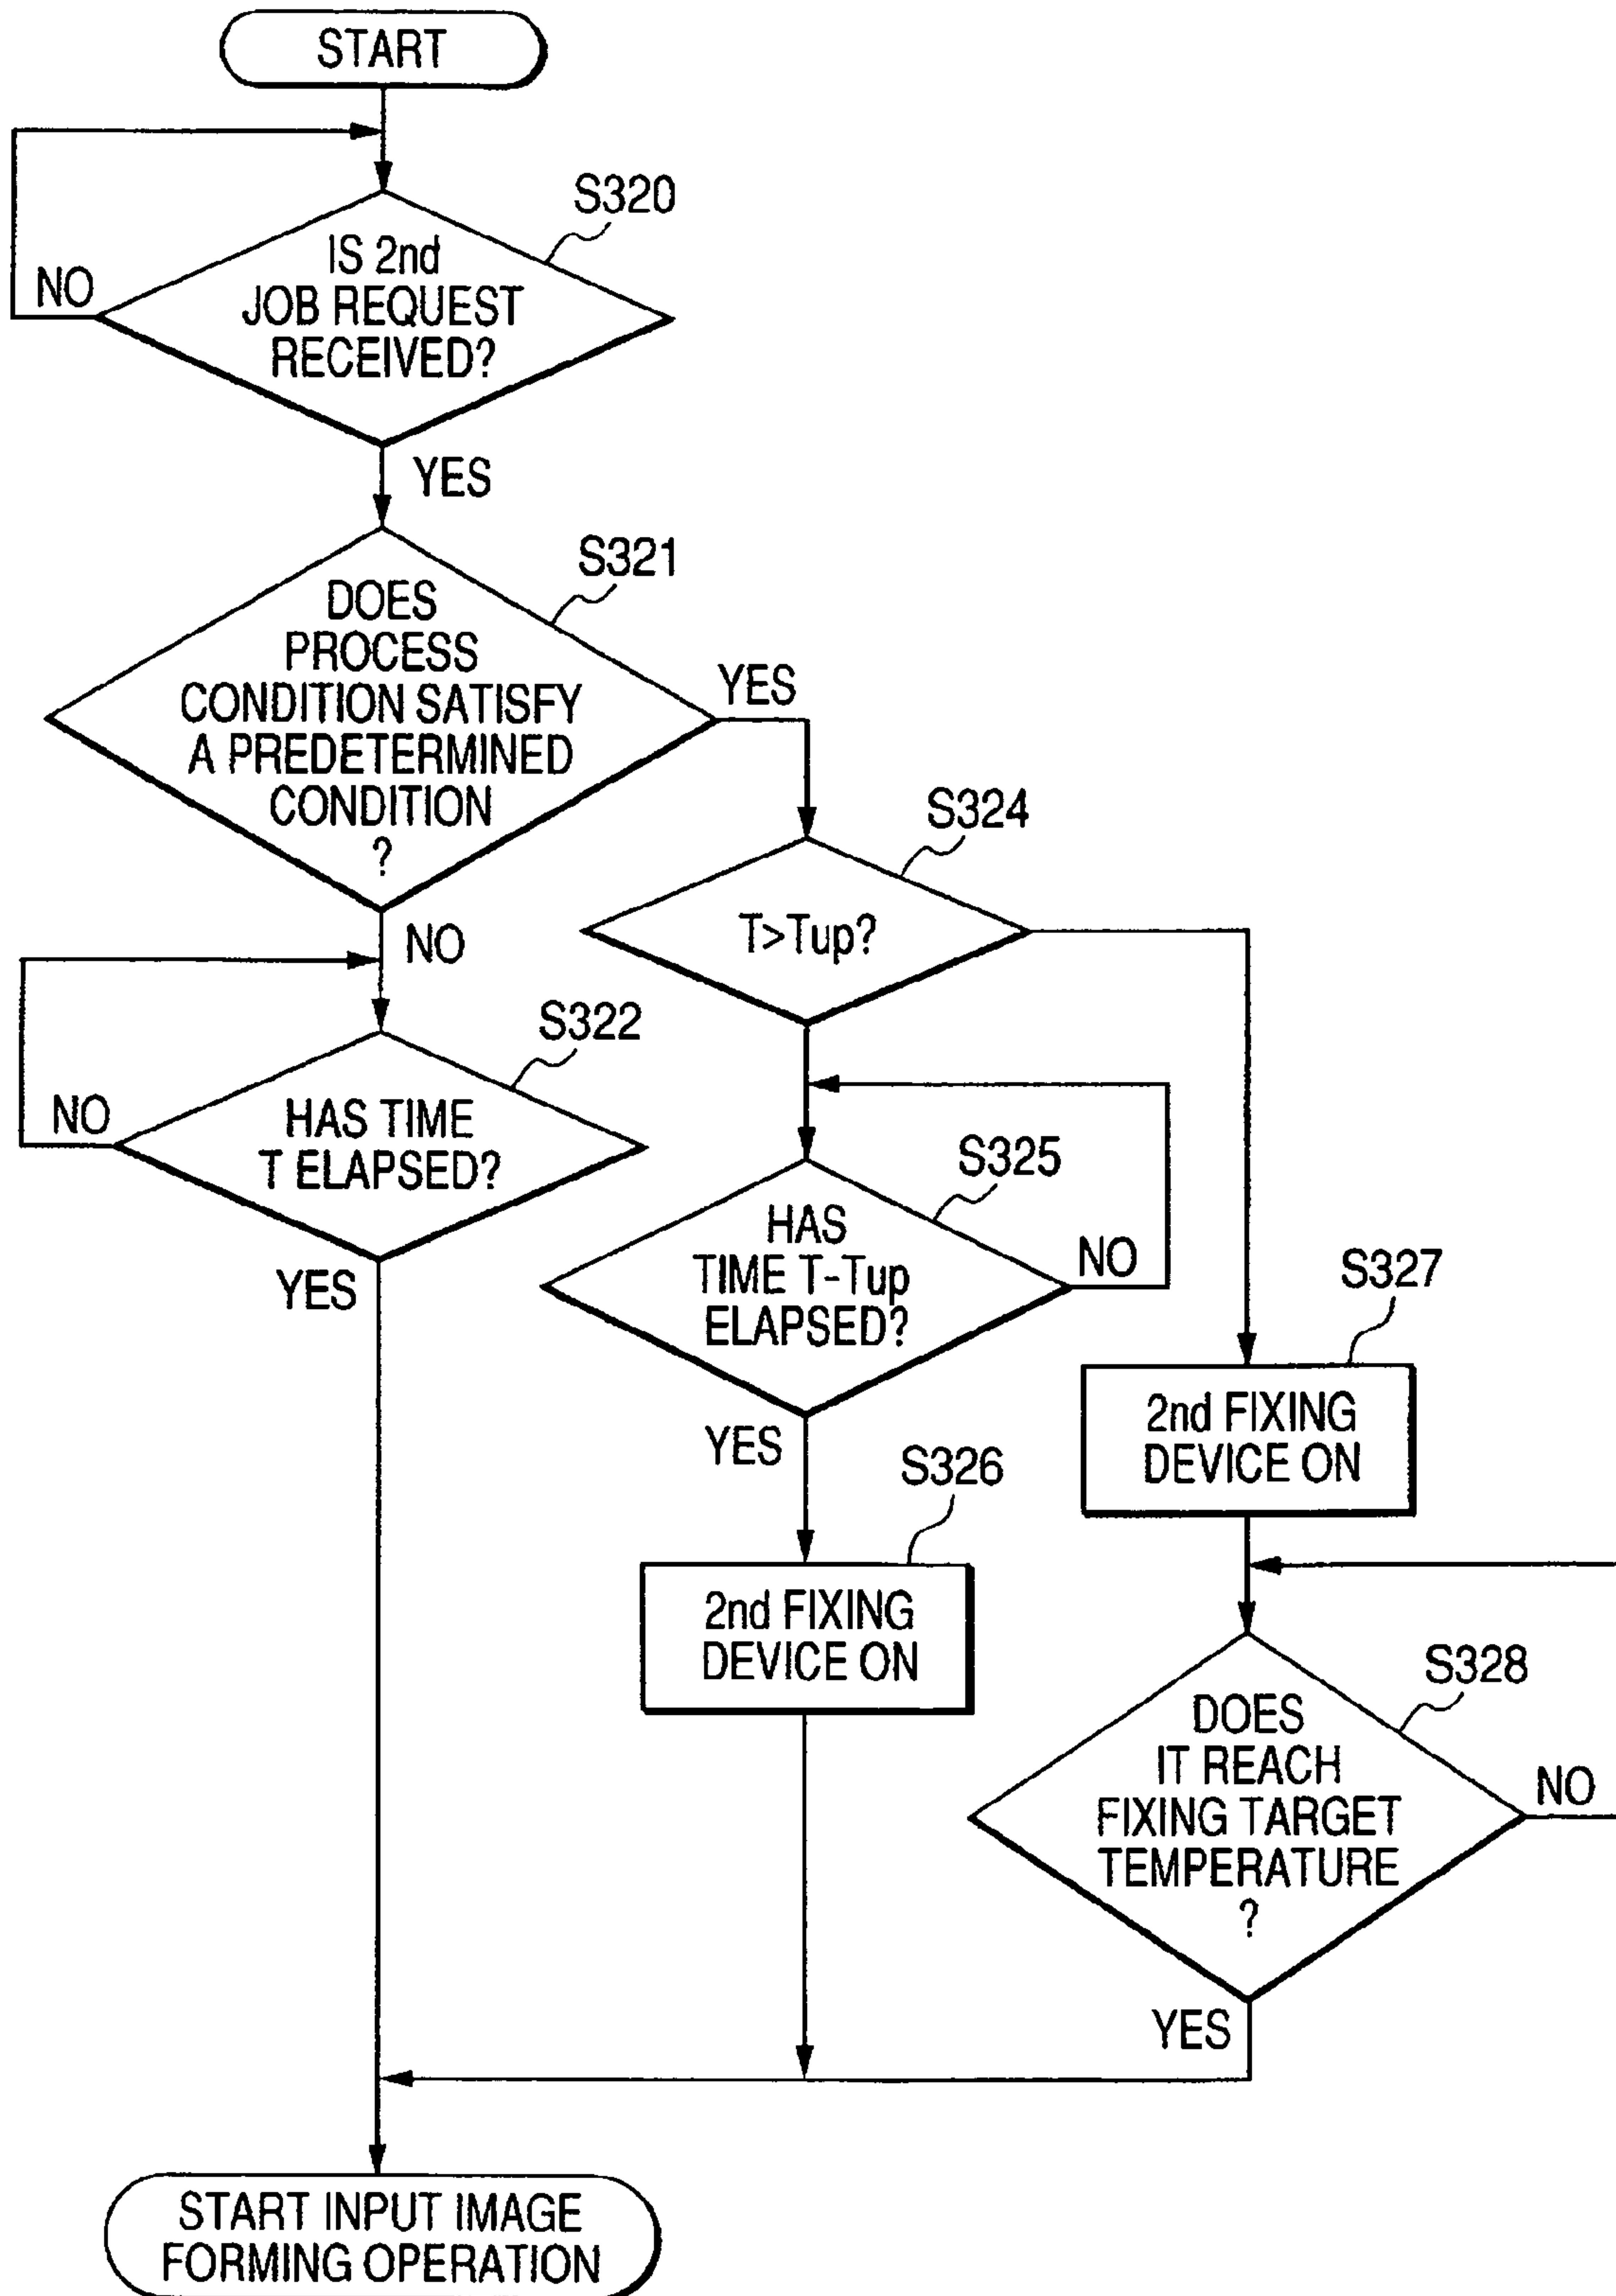 START
S320
IS 2nd
JOB REQUEST
RECEIVED?
NO
YES
S321
DOES
PROCESS
CONDITION SATISFY
A PREDETERMINED
CONDITION
?
YES
NO
S324
T>Tup?
S322
HAS TIME
T ELAPSED?
NO
YES
S325
HAS
TIME T-Tup
ELAPSED?
NO
YES
S326
2nd FIXING
DEVICE ON
S327
2nd FIXING
DEVICE ON
S328
DOES
IT REACH
FIXING TARGET
TEMPERATURE
?
NO
YES
START INPUT IMAGE
FORMING OPERATION